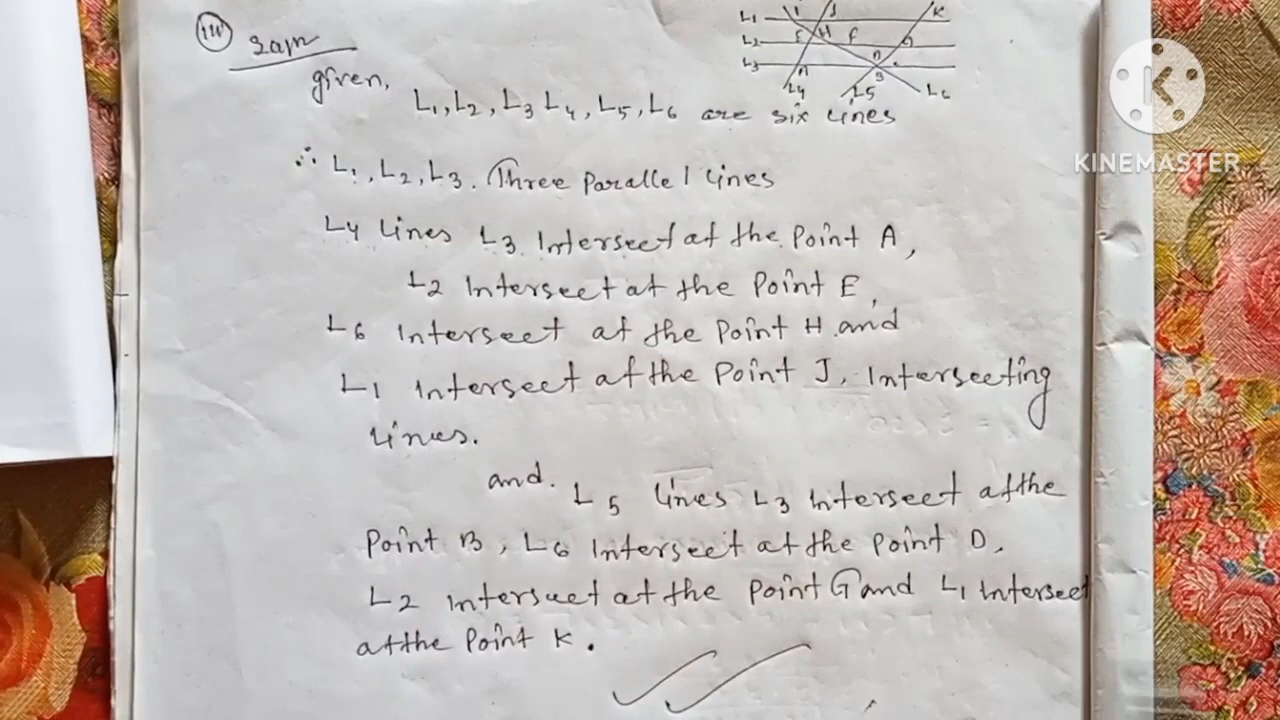 (iv) 2am
L1 I J K
L2 E H F G
L3 A D B
L4 L5 L6
given,
L1, L2, L3 L4, L5, L6 are six lines
∴ L1, L2, L3. Three Parallel lines
L4 lines L3 Intersect at the Point A,
L2 Intersect at the Point E,
L6 Intersect at the Point H and
L1 Intersect at the Point J, Intersecting
lines.
and. L5 lines L3 Intersect at the
Point B, L6 Intersect at the Point D,
L2 Intersect at the Point G and L1 Intersect
at the Point K.
K
KINEMASTER